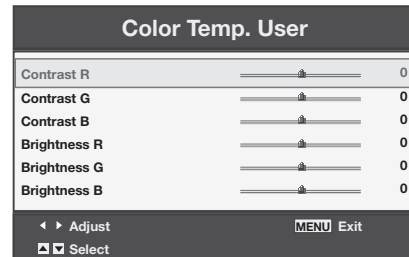 Color Temp. User
Contrast R 0
Contrast G 0
Contrast B 0
Brightness R 0
Brightness G 0
Brightness B 0
Adjust MENU Exit
Select